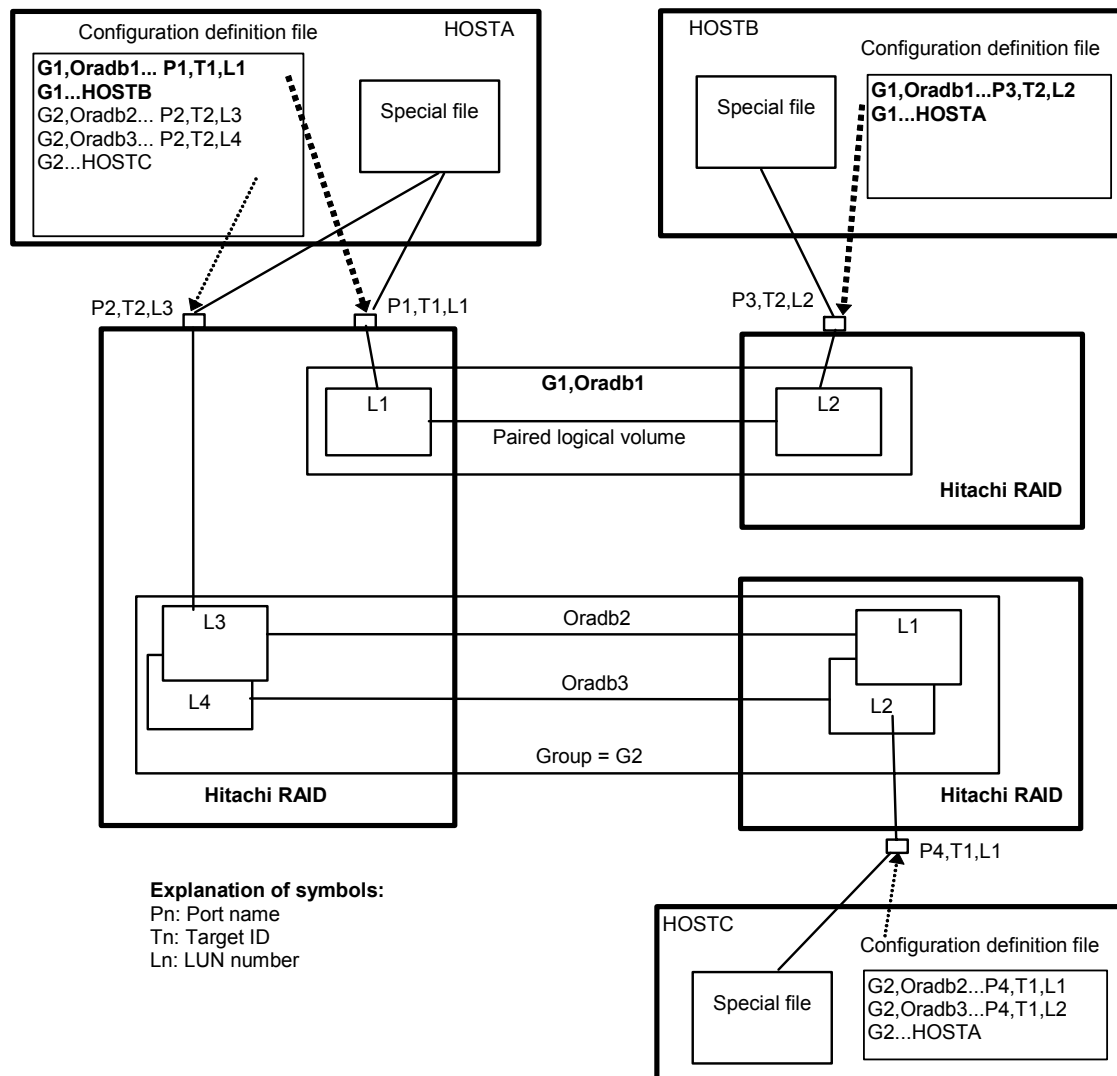 HOSTA
Configuration definition file
G1,Oradb1... P1,T1,L1
G1...HOSTB
G2,Oradb2... P2,T2,L3
G2,Oradb3... P2,T2,L4
G2...HOSTC
Special file
HOSTB
Configuration definition file
G1,Oradb1...P3,T2,L2
G1...HOSTA
Special file
P2,T2,L3
P1,T1,L1
P3,T2,L2
G1,Oradb1
L1
L2
Paired logical volume
Hitachi RAID
L3
L4
Oradb2
Oradb3
L1
L2
Group = G2
Hitachi RAID
Hitachi RAID
P4,T1,L1
Explanation of symbols:
Pn: Port name
Tn: Target ID
Ln: LUN number
HOSTC
Configuration definition file
Special file
G2,Oradb2...P4,T1,L1
G2,Oradb3...P4,T1,L2
G2...HOSTA